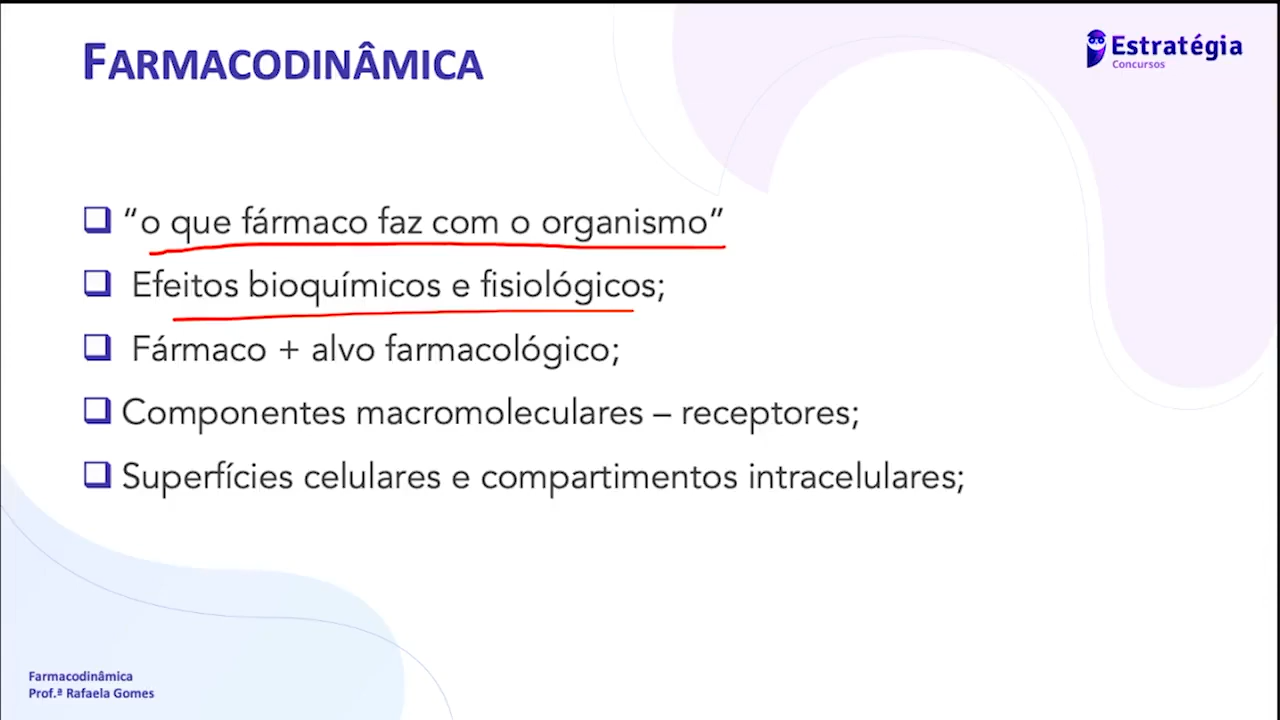 FARMACODINÂMICA
Estratégia
Concursos
“o que fármaco faz com o organismo”
Efeitos bioquímicos e fisiológicos;
Fármaco + alvo farmacológico;
Componentes macromoleculares – receptores;
Superfícies celulares e compartimentos intracelulares;
Farmacodinâmica
Prof.ª Rafaela Gomes